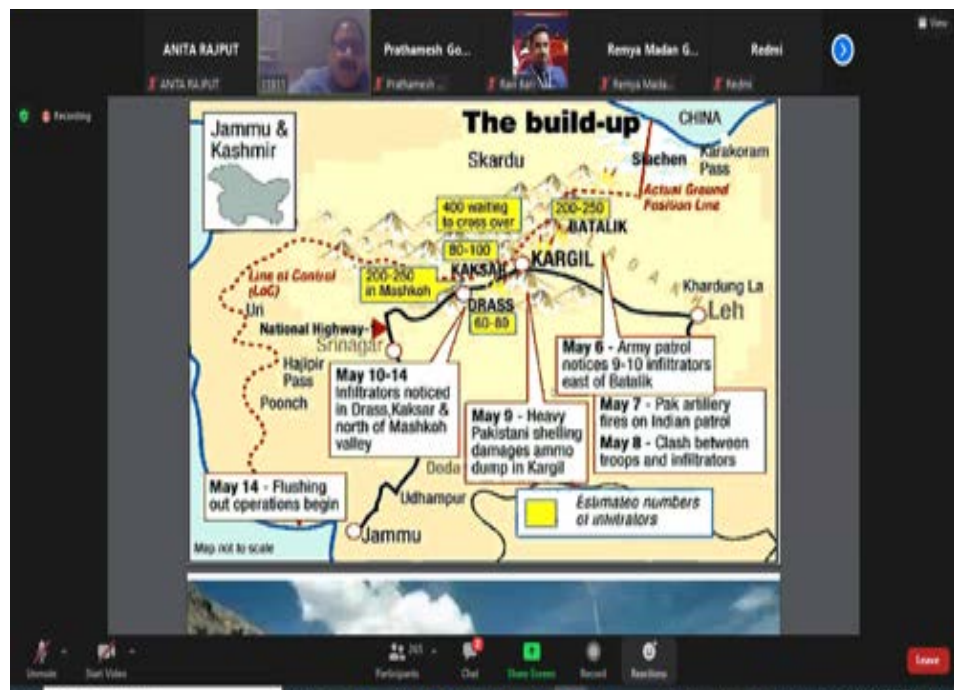 View
ANITA RAJPUT
Prathamesh Go...
Remya Madan G...
Redmi
ANITA RAJPUT
Prathamesh ...
Ravi Bari
Remya Mada...
Redmi
Recording
Jammu &
Kashmir
The build-up
CHINA
Skardu
Siachen
Karakoram
Pass
Actual Ground
Position Line
400 waiting
to cross over
200-250
BATALIK
80-100
KAKSAR
KARGIL
Line of Control
(LoC)
200-250
in Mashkoh
Khardung La
Leh
Uri
DRASS
60-80
National Highway
Srinagar
Hajipir
Pass
Poonch
May 6 - Army patrol
notices 9-10 infiltrators
east of Batalik
May 10-14
Infiltrators noticed
in Drass, Kaksar &
north of Mashkoh
valley
May 9 - Heavy
Pakistani shelling
damages ammo
dump in Kargil
May 7 - Pak artillery
fires on Indian patrol
May 8 - Clash between
troops and infiltrators
Doda
May 14 - Flushing
out operations begin
Udhampur
Jammu
Estimated numbers
of infiltrators
Map not to scale
Unmute
Start Video
Participants
265
Chat
Share Screen
Record
Reactions
Leave